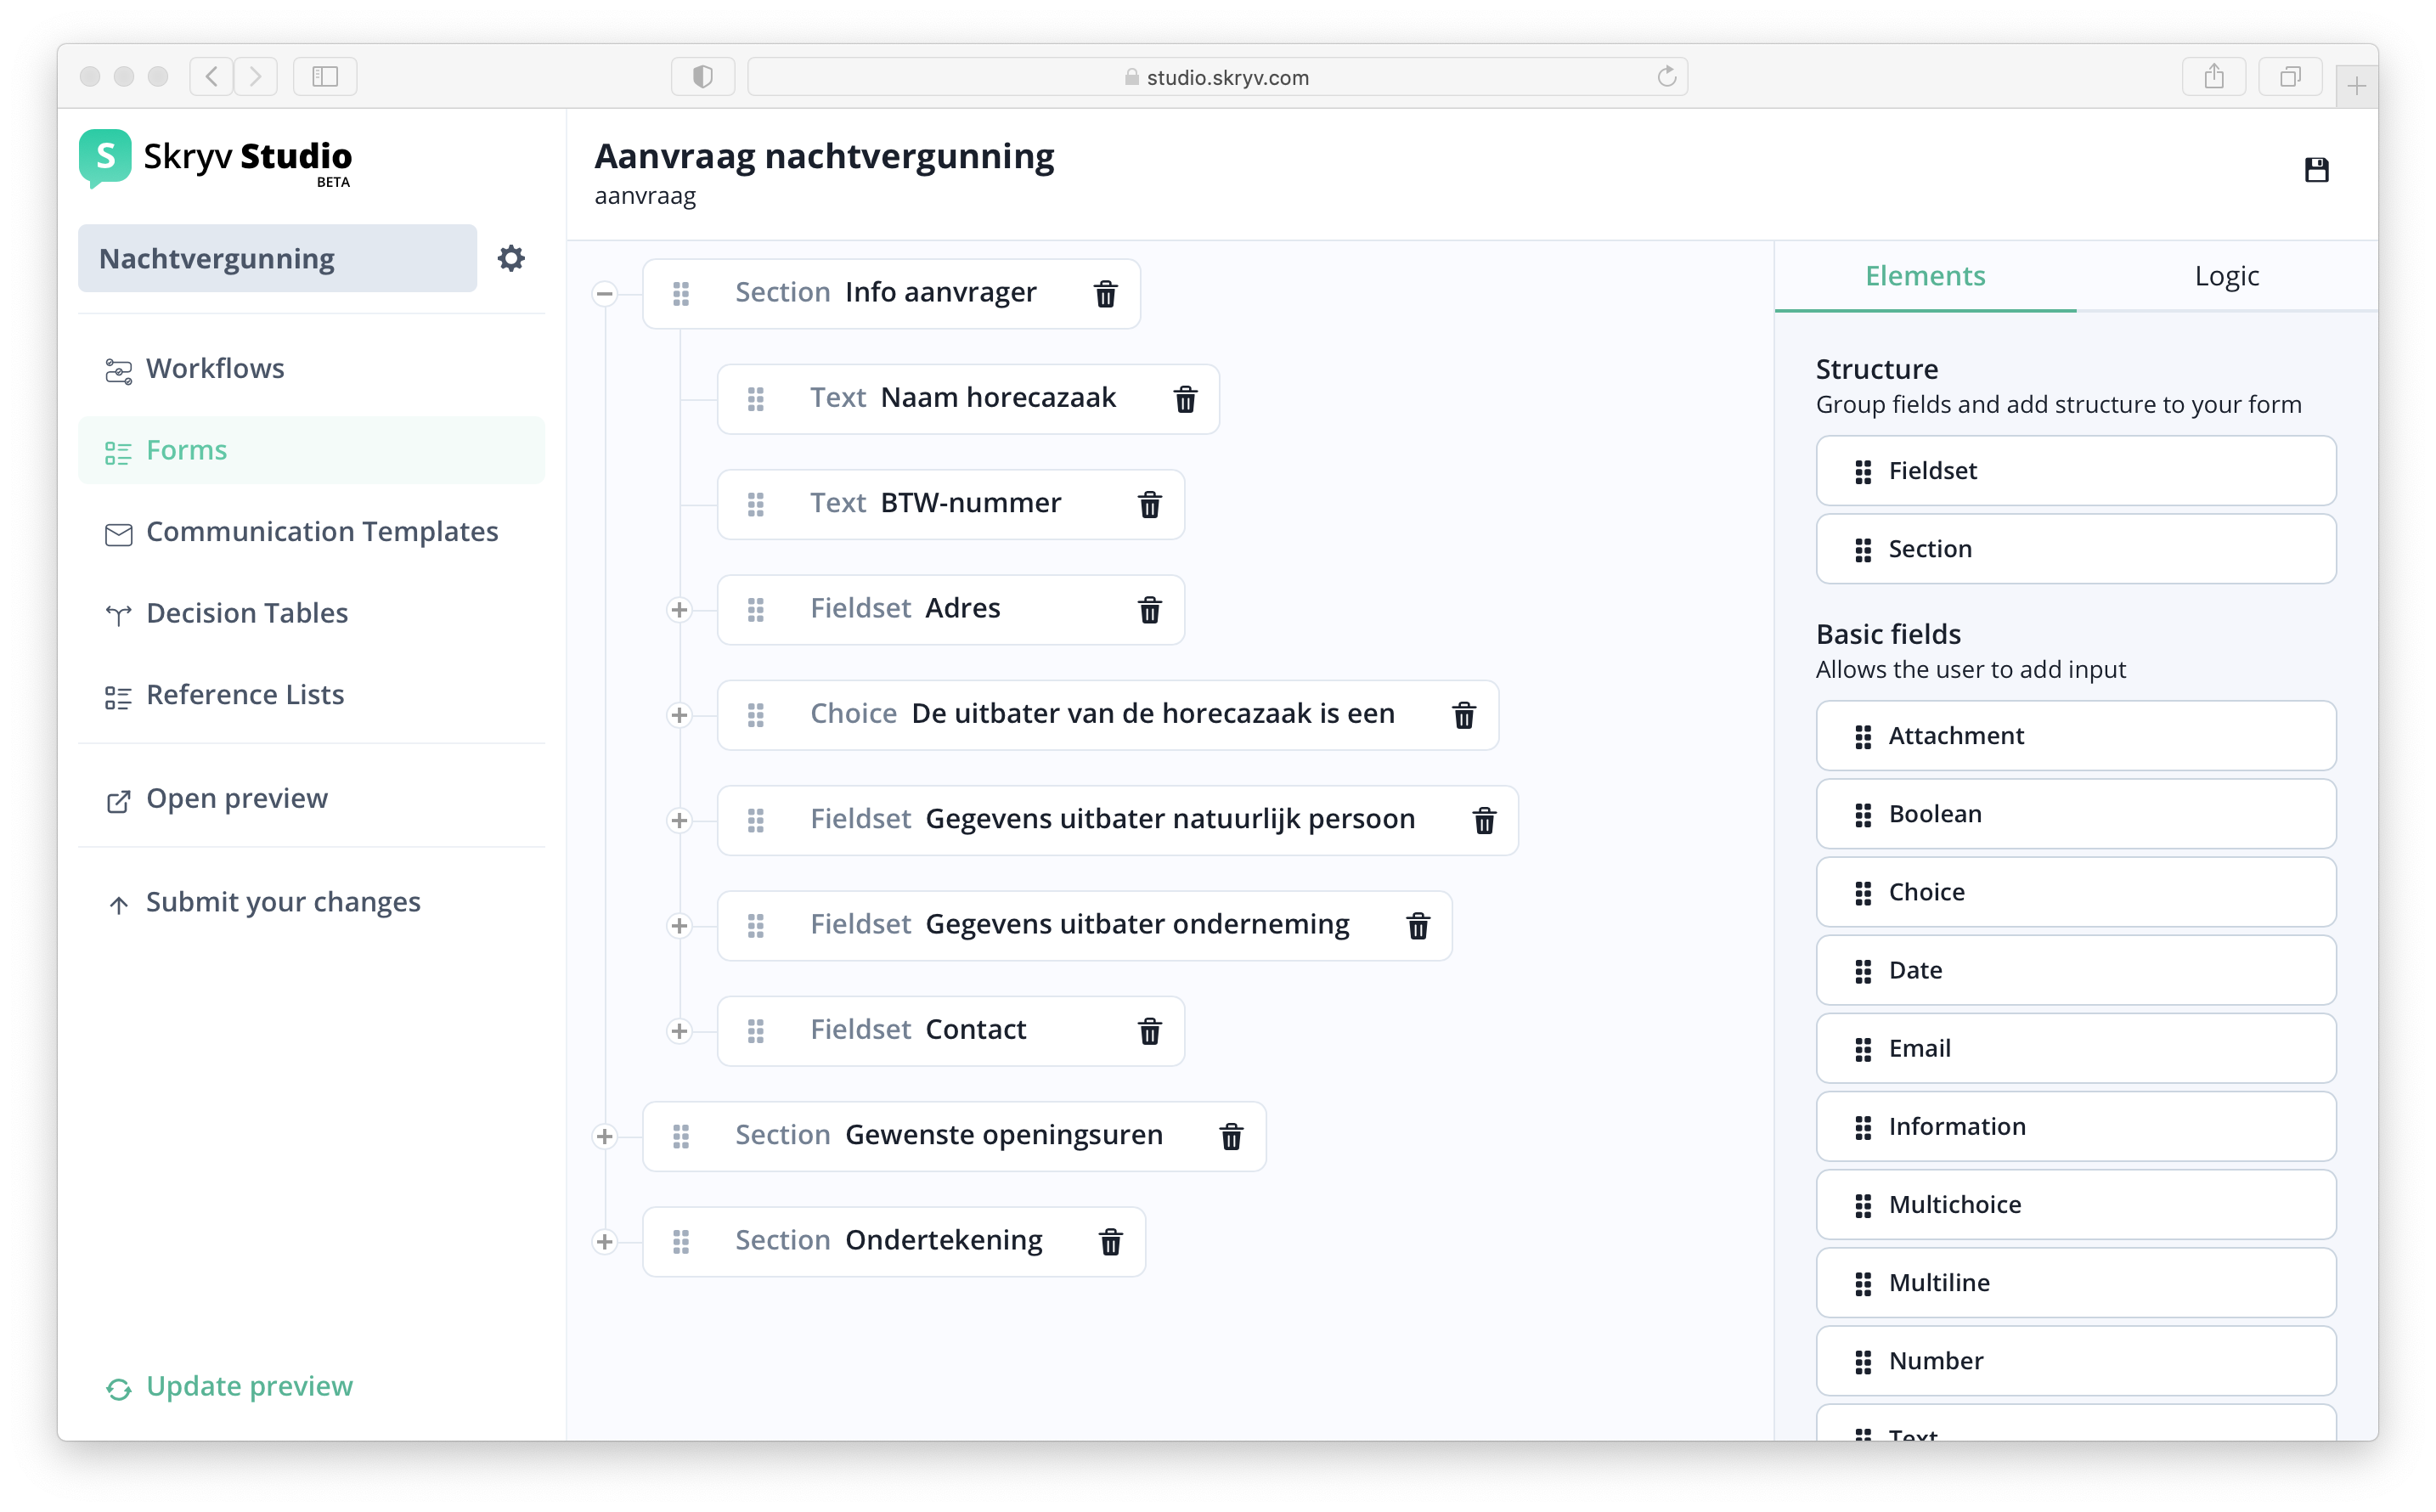 studio.skryv.com
S
Skryv Studio
BETA
Nachtvergunning
Workflows
Forms
Communication Templates
Decision Tables
Reference Lists
Open preview
Submit your changes
Update preview
Aanvraag nachtvergunning
aanvraag
Section Info aanvrager
Text Naam horecazaak
Text BTW-nummer
Fieldset Adres
Choice De uitbater van de horecazaak is een
Fieldset Gegevens uitbater natuurlijk persoon
Fieldset Gegevens uitbater onderneming
Fieldset Contact
Section Gewenste openingsuren
Section Ondertekening
Elements Logic
Structure
Group fields and add structure to your form
Fieldset
Section
Basic fields
Allows the user to add input
Attachment
Boolean
Choice
Date
Email
Information
Multichoice
Multiline
Number
Text